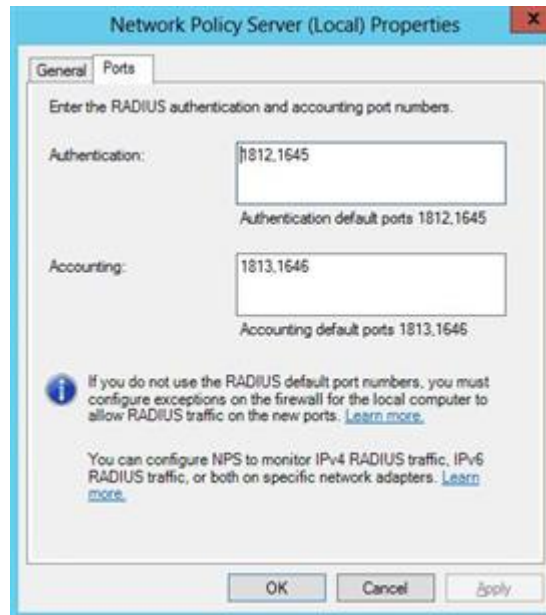 Network Policy Server (Local) Properties
x
General Ports
Enter the RADIUS authentication and accounting port numbers.
Authentication: 1812,1645
Authentication default ports 1812,1645
Accounting: 1813,1646
Accounting default ports 1813,1646
If you do not use the RADIUS default port numbers, you must
configure exceptions on the firewall for the local computer to
allow RADIUS traffic on the new ports. Learn more.
You can configure NPS to monitor IPv4 RADIUS traffic, IPv6
RADIUS traffic, or both on specific network adapters. Learn
more.
OK Cancel Apply